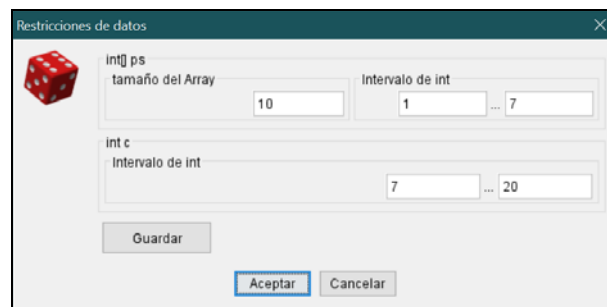 Restricciones de datos
int[] ps
tamaño del Array
10
Intervalo de int
1 ... 7
int c
Intervalo de int
7 ... 20
Guardar
Aceptar Cancelar